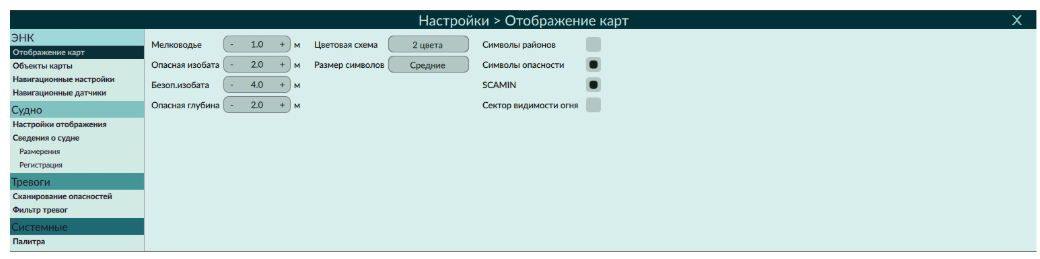 Настройки > Отображение карт X
ЭНК
Отображение карт
Объекты карты
Навигационные настройки
Навигационные датчики
Судно
Настройки отображения
Сведения о судне
Размерения
Регистрация
Тревоги
Сканирование опасностей
Фильтр тревог
Системные
Палитра
Мелководье - 1.0 + м
Опасная изобата - 2.0 + м
Безоп.изобата - 4.0 + м
Опасная глубина - 2.0 + м
Цветовая схема 2 цвета
Размер символов Средние
Символы районов
Символы опасности
SCAMIN
Сектор видимости огня